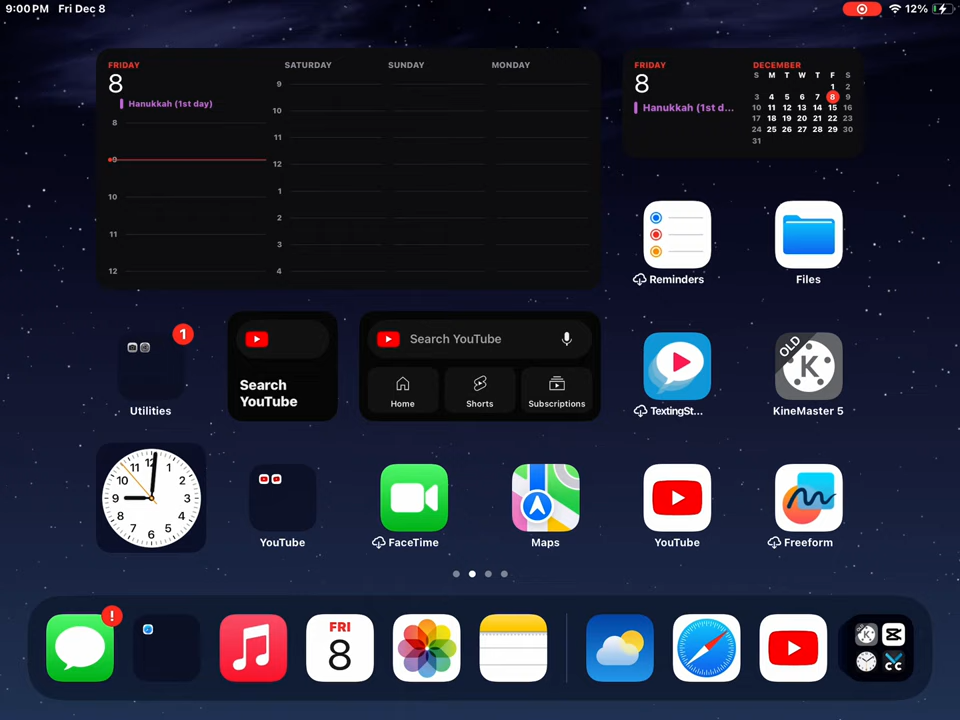 9:00 PM Fri Dec 8
12%
FRIDAY
8
Hanukkah (1st day)
8
9
10
11
12
SATURDAY SUNDAY MONDAY
9
10
11
12
1
2
3
4
FRIDAY
8
Hanukkah (1st d...
DECEMBER
S M T W T F S
1 2
3 4 5 6 7 8 9
10 11 12 13 14 15 16
17 18 19 20 21 22 23
24 25 26 27 28 29 30
31
Reminders
Files
1
Utilities
Search
YouTube
Search YouTube
Home
Shorts
Subscriptions
TextingSt...
OLD
K
KineMaster 5
12
1
2
3
4
5
6
7
8
9
10
11
YouTube
FaceTime
Maps
YouTube
Freeform
!
FRI
8
K
CC